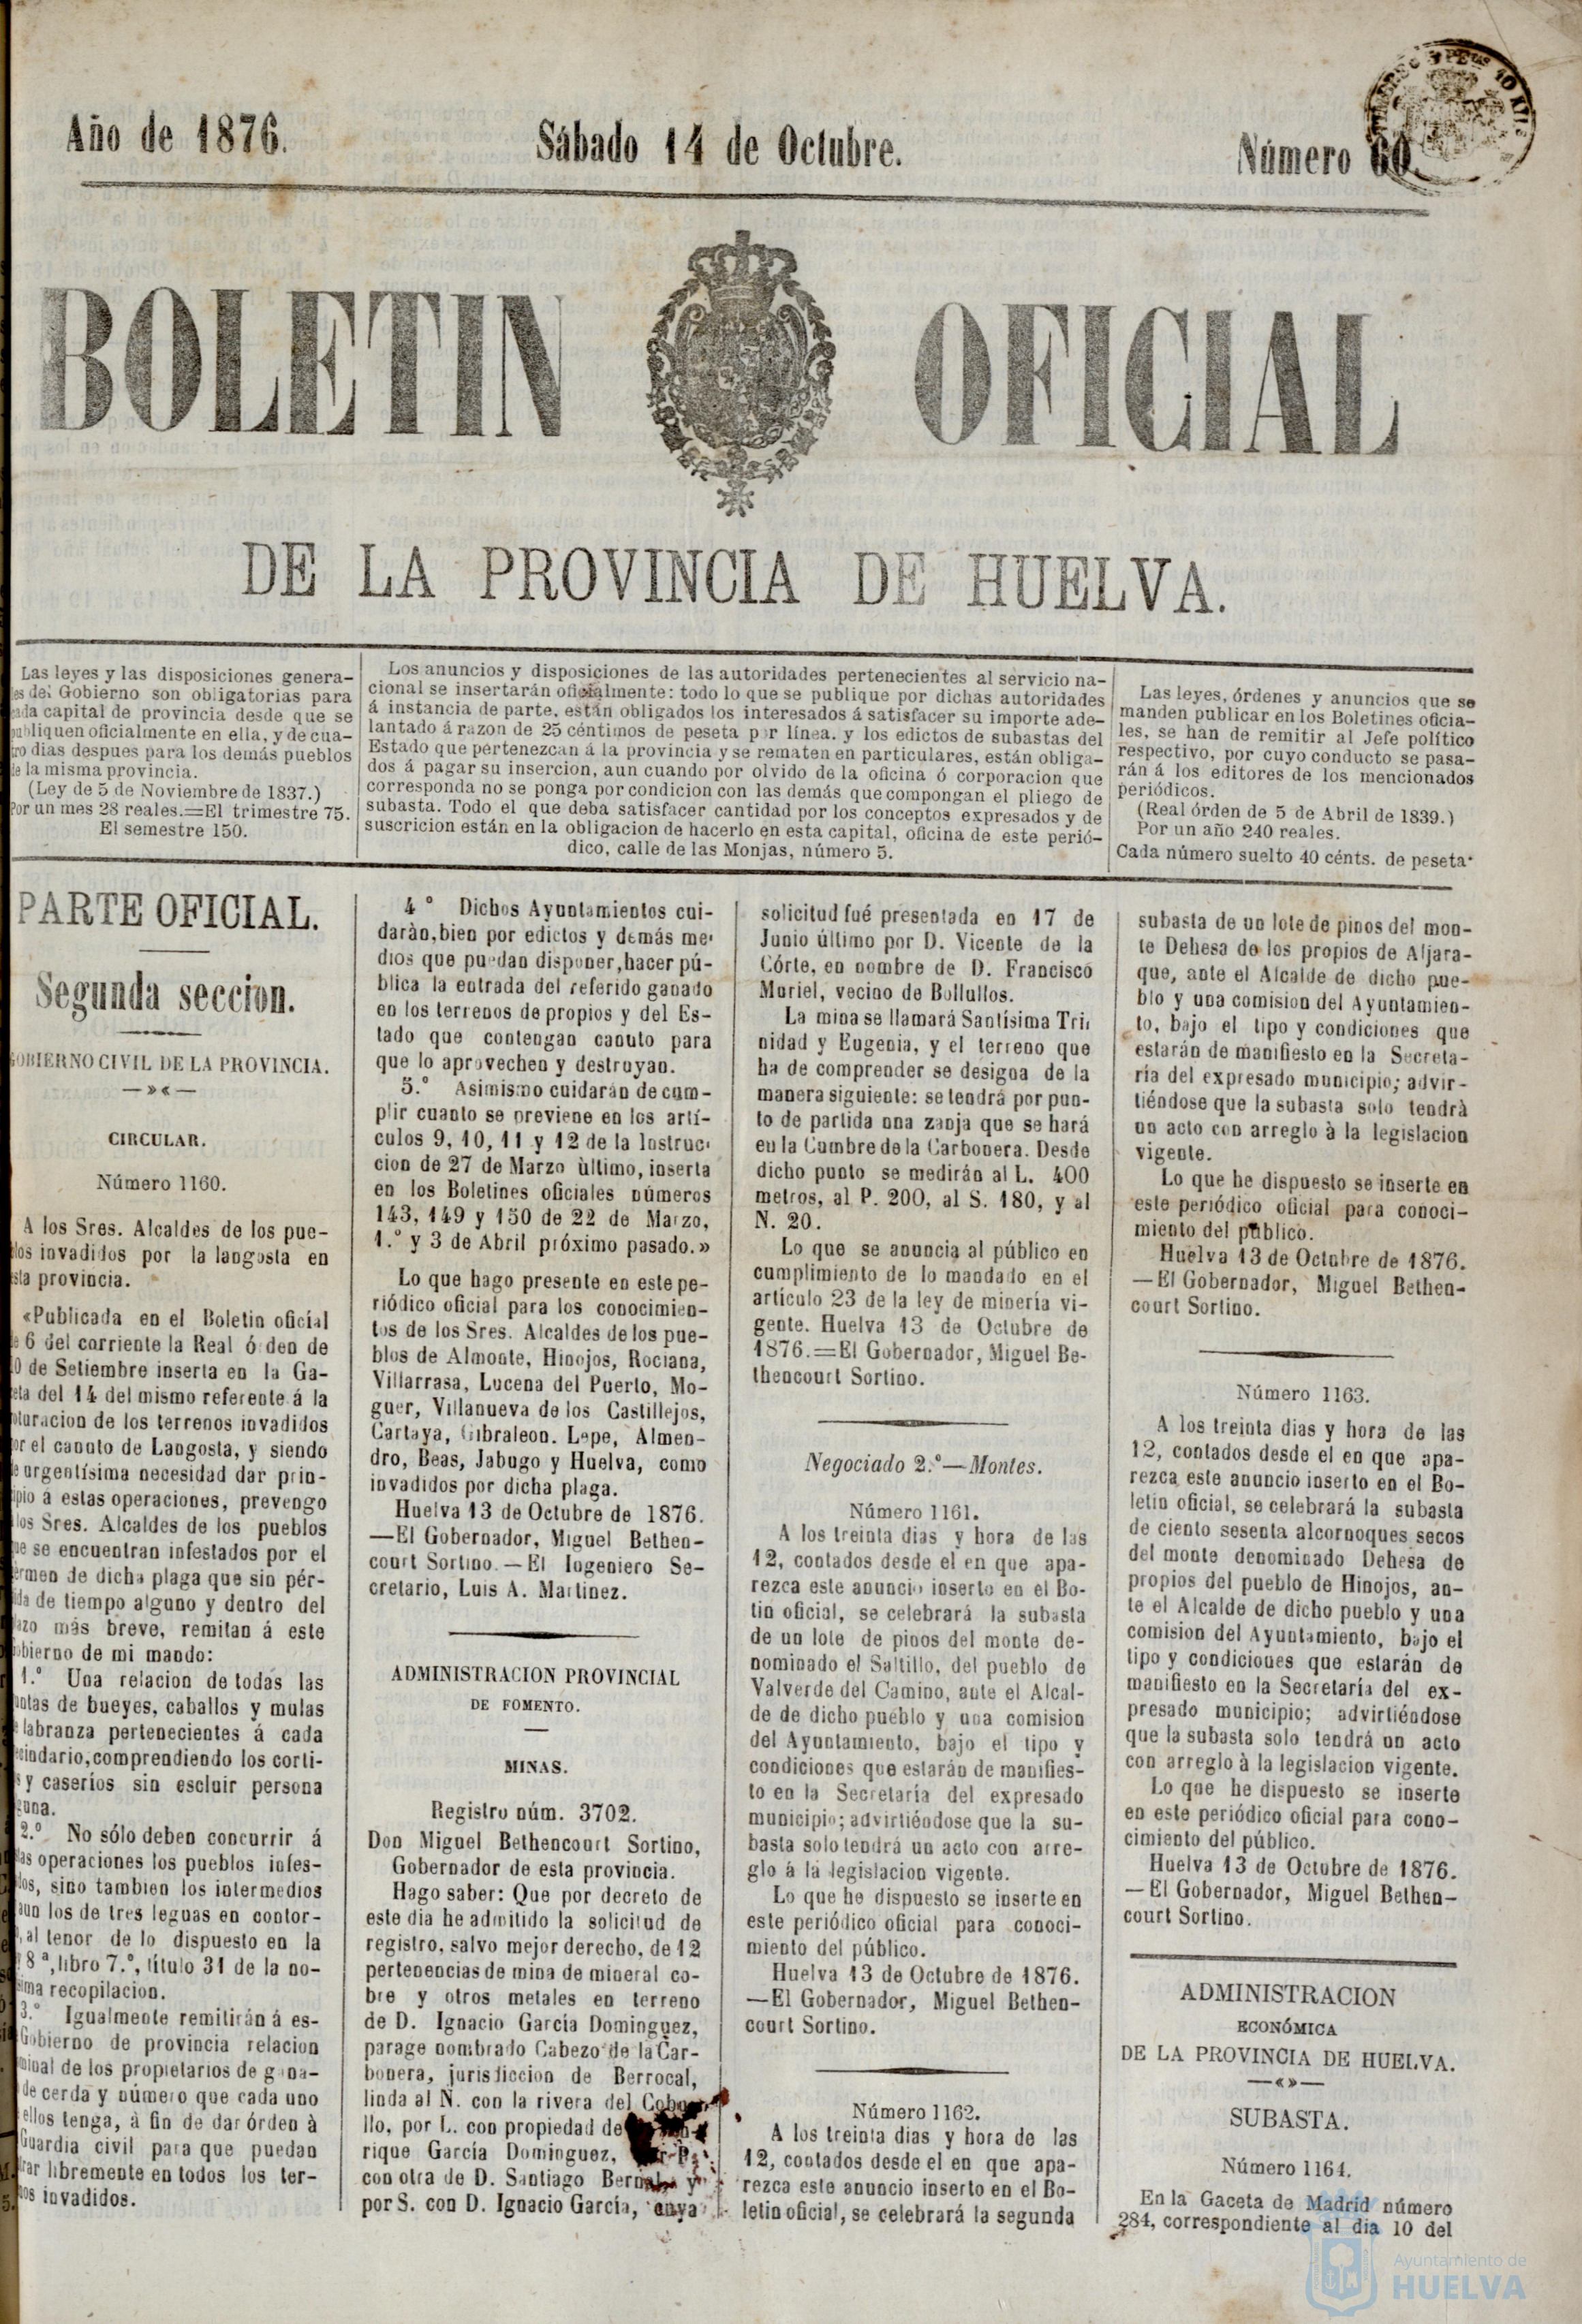 Año de 1876.
Sábado 14 de Octubre.
Número 60.
BOLETIN OFICIAL
DE LA PROVINCIA DE HUELVA.
Las leyes y las disposiciones genera-
del Gobierno son obligatorias para
capital de provincia desde que se
oficialmente en ella, y de cua-
dias despues para los demás pueblos
la misma provincia.
(Ley de 5 de Noviembre de 1837.)
Por un mes 28 reales.=El trimestre 75.
El semestre 150.
Los anuncios y disposiciones de las autoridades pertenecientes al servicio na-
cional se insertarán oficialmente: todo lo que se publique por dichas autoridades
á instancia de parte, están obligados los interesados á satisfacer su importe ade-
lantado á razon de 25 céntimos de peseta por línea. y los edictos de subastas del
Estado que pertenezcan á la provincia y se rematen en particulares, están obliga-
dos á pagar su insercion, aun cuando por olvido de la oficina ó corporacion que
corresponda no se ponga por condicion con las demás que compongan el pliego de
subasta. Todo el que deba satisfacer cantidad por los conceptos expresados y de
suscricion están en la obligacion de hacerlo en esta capital, oficina de este perió-
dico, calle de las Monjas, número 5.
Las leyes, órdenes y anuncios que se
manden publicar en los Boletines oficia-
les, se han de remitir al Jefe político
respectivo, por cuyo conducto se pasa-
rán á los editores de los mencionados
periódicos.
(Real órden de 5 de Abril de 1839.)
Por un año 240 reales.
Cada número suelto 40 cénts. de peseta.
PARTE OFICIAL.
Segunda seccion.
GOBIERNO CIVIL DE LA PROVINCIA.
—»«—
CIRCULAR.
Número 1160.
A los Sres. Alcaldes de los pue-
invadidos por la langosta en
provincia.
«Publicada en el Boletin oficial
6 del corriente la Real ó den de
de Setiembre inserta en la Ga-
del 14 del mismo referente á la
de los terrenos invadidos
el canuto de Langosta, y siendo
urgentísima necesidad dar prin-
á estas operaciones, prevengo
los Sres. Alcaldes de los pueblos
se encuentran infestados por el
de dicha plaga que sin pér-
de tiempo alguno y dentro del
más breve, remitan á este
de mi mando:
1.º Una relacion de todas las
de bueyes, caballos y mulas
labranza pertenecientes á cada
comprendiendo los corti-
y caseríos sin escluir persona
2.º No sólo deben concurrir á
operaciones los pueblos infes-
sino tambien los intermedios
los de tres leguas en contor-
al tenor de lo dispuesto en la
8ª, libro 7.º, título 31 de la no-
recopilacion.
3.º Igualmente remitirán á es-
Gobierno de provincia relacion
de los propietarios de gana-
de cerda y número que cada uno
ellos tenga, à fin de dar órden à
Guardia civil para que puedan
libremente en todos los ter-
invadidos.
4º Dichos Ayuntamientos cui-
daràn, bien por edictos y demás me-
dios que puedan disponer, hacer pú-
blica la entrada del referido ganado
en los terrenos de propios y del Es-
tado que contengan canuto para
que lo aprovechen y destruyan.
5.º Asimismo cuidarán de cum-
plir cuanto se previene en los artí-
culos 9, 10, 11 y 12 de la Instruc-
cion de 27 de Marzo ùltimo, inserta
en los Boletines oficiales números
143, 149 y 150 de 22 de Marzo,
1.º y 3 de Abril próximo pasado.»
Lo que hago presente en este pe-
riódico oficial para los conocimien-
tos de los Sres. Alcaldes de los pue-
blos de Almonte, Hinojos, Rociana,
Villarrasa, Lucena del Puerto, Mo-
guer, Villanueva de los Castillejos,
Cartaya, Gibraleon. Lepe, Almen-
dro, Beas, Jabugo y Huelva, como
invadidos por dicha plaga.
Huelva 13 de Octubre de 1876.
—El Gobernador, Miguel Bethen-
court Sortino.—El Ingeniero Se-
cretario, Luis A. Martinez.
ADMINISTRACION PROVINCIAL
DE FOMENTO.
MINAS.
Registro núm. 3702.
Don Miguel Bethencourt Sortino,
Gobernador de esta provincia.
Hago saber: Que por decreto de
este dia he admitido la solicitud de
registro, salvo mejor derecho, de 12
pertenencias de mina de mineral co-
bre y otros metales en terreno
de D. Ignacio García Dominguez,
parage nombrado Cabezo de la Car-
bonera, jurisdiccion de Berrocal,
linda al N. con la rivera del
llo, por L. con propiedad de
rique García Dominguez, P.
con otra de D. Santiago y
por S. con D. Ignacio García, cuya
solicitud fué presentada en 17 de
Junio último por D. Vicente de la
Córte, en nombre de D. Francisco
Muriel, vecino de Bollullos.
La mina se llamará Santísima Tri-
nidad y Eugenia, y el terreno que
ha de comprender se designa de la
manera siguiente: se tendrá por pun-
to de partida una zanja que se hará
en la Cumbre de la Carbonera. Desde
dicho punto se medirán al L. 400
metros, al P. 200, al S. 180, y al
N. 20.
Lo que se anuncia al público en
cumplimiento de lo mandado en el
articulo 23 de la ley de minería vi-
gente. Huelva 13 de Octubre de
1876.=El Gobernador, Miguel Be-
thencourt Sortino.
Negociado 2.º—Montes.
Número 1161.
A los treinta dias y hora de las
12, contados desde el en que apa-
rezca este anuncio inserto en el Bo-
tin oficial, se celebrará la subasta
de un lote de pinos del monte de-
nominado el Saltillo, del pueblo de
Valverde del Camino, ante el Alcal-
de de dicho pueblo y una comision
del Ayuntamiento, bajo el tipo y
condiciones que estarán de manifies-
to en la Secretaría del expresado
municipio; advirtiéndose que la su-
basta solo tendrá un acto con arre-
glo á la legislacion vigente.
Lo que he dispuesto se inserte en
este periódico oficial para conoci-
miento del público.
Huelva 13 de Octubre de 1876.
—El Gobernador, Miguel Bethen-
court Sortino.
Número 1162.
A los treinta dias y hora de las
12, contados desde el en que apa-
rezca este anuncio inserto en el Bo-
letin oficial, se celebrará la segunda
subasta de un lote de pinos del mon-
te Dehesa de los propios de Aljara-
que, ante el Alcalde de dicho pue-
blo y una comision del Ayuntamien-
to, bajo el tipo y condiciones que
estarán de manifiesto en la Secreta-
ría del expresado municipio; advir-
tiéndose que la subasta solo tendrà
un acto con arreglo à la legislacion
vigente.
Lo que he dispuesto se inserte en
este periódico oficial para conoci-
miento del público.
Huelva 13 de Octubre de 1876.
—El Gobernador, Miguel Bethen-
court Sortino.
Número 1163.
A los treinta dias y hora de las
12, contados desde el en que apa-
rezca este anuncio inserto en el Bo-
letin oficial, se celebrará la subasta
de ciento sesenta alcornoques secos
del monte denominado Dehesa de
propios del pueblo de Hinojos, an-
te el Alcalde de dicho pueblo y una
comision del Ayuntamiento, bajo el
tipo y condiciones que estarán de
manifiesto en la Secretaría del ex-
presado municipio; advirtiéndose
que la subasta solo tendrá un acto
con arreglo à la legislacion vigente.
Lo que he dispuesto se inserte
en este periódico oficial para cono-
cimiento del público.
Huelva 13 de Octubre de 1876.
—El Gobernador, Miguel Bethen-
court Sortino.
ADMINISTRACION
ECONÓMICA
DE LA PROVINCIA DE HUELVA.
—«»—
SUBASTA.
Número 1164.
En la Gaceta de Madrid número
284, correspondiente al dia 10 del
Ayuntamiento de
HUELVA